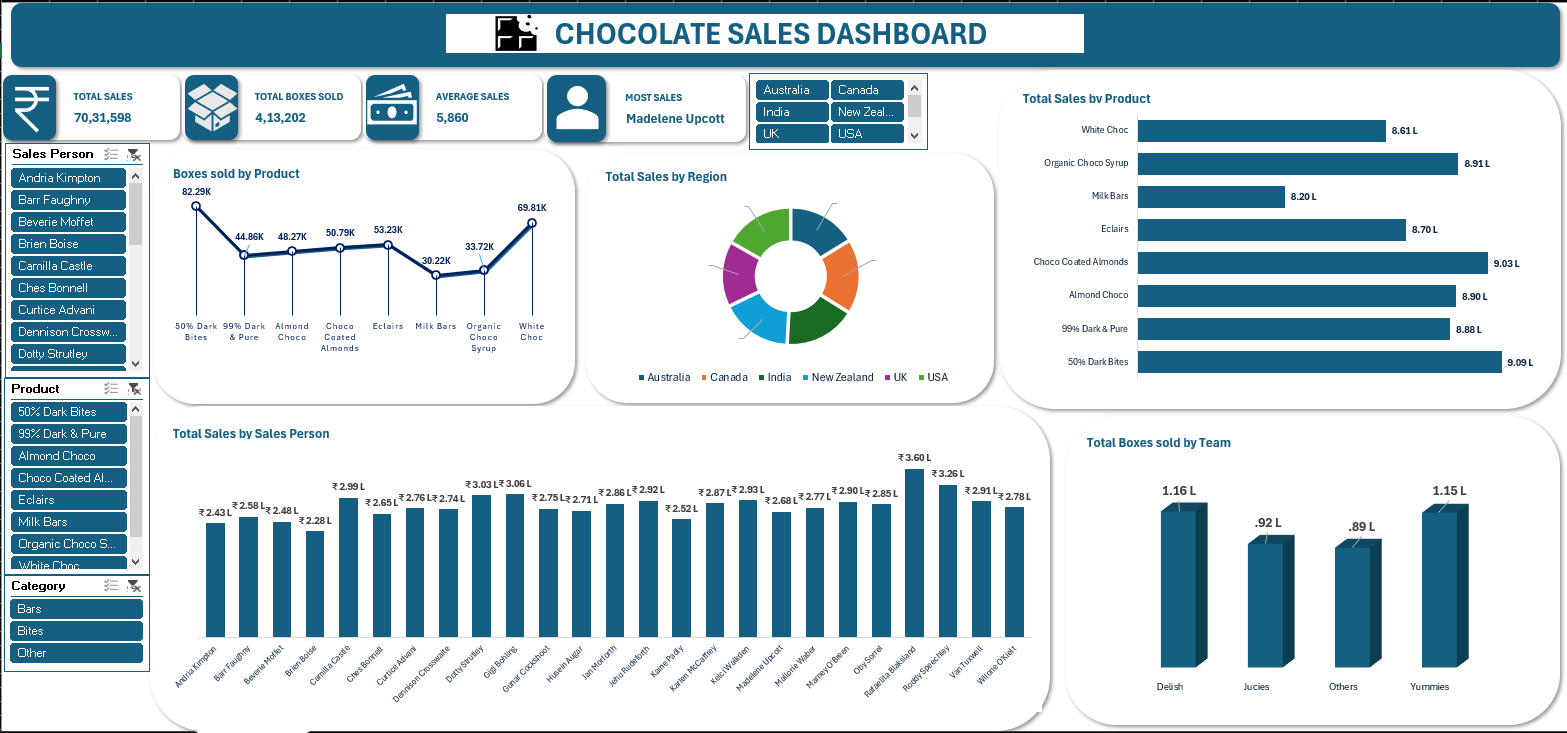 CHOCOLATE SALES DASHBOARD
TOTAL SALES
70,31,598
TOTAL BOXES SOLD
4,13,202
AVERAGE SALES
5,860
MOST SALES
Madelene Upcott
Australia
Canada
India
New Zeal...
UK
USA
Sales Person
Andria Kimpton
Barr Faughny
Beverie Moffet
Brien Boise
Camilla Castle
Ches Bonnell
Curtice Advani
Dennison Crossw...
Dotty Strutley
Product
50% Dark Bites
99% Dark & Pure
Almond Choco
Choco Coated Al...
Eclairs
Milk Bars
Organic Choco S...
White Choc
Category
Bars
Bites
Other
Boxes sold by Product
82.29K
44.86K
48.27K
50.79K
53.23K
30.22K
33.72K
69.81K
50% Dark
Bites
99% Dark
& Pure
Almond
Choco
Choco
Coated
Almonds
Eclairs
Milk Bars
Organic
Choco
Syrup
White
Choc
Total Sales by Region
Australia
Canada
India
New Zealand
UK
USA
Total Sales by Product
White Choc
8.61 L
Organic Choco Syrup
8.91 L
Milk Bars
8.20 L
Eclairs
8.70 L
Choco Coated Almonds
9.03 L
Almond Choco
8.90 L
99% Dark & Pure
8.88 L
50% Dark Bites
9.09 L
Total Sales by Sales Person
₹ 2.43 L
₹ 2.58 L
₹ 2.48 L
₹ 2.28 L
₹ 2.99 L
₹ 2.65 L
₹ 2.76 L
₹ 2.74 L
₹ 3.03 L
₹ 3.06 L
₹ 2.75 L
₹ 2.71 L
₹ 2.86 L
₹ 2.92 L
₹ 2.52 L
₹ 2.87 L
₹ 2.93 L
₹ 2.68 L
₹ 2.77 L
₹ 2.90 L
₹ 2.85 L
₹ 3.60 L
₹ 3.26 L
₹ 2.91 L
₹ 2.78 L
Andria Kimpton
Barr Faughny
Beverie Moffet
Brien Boise
Camilla Castle
Ches Bonnell
Curtice Advani
Dennison Crosswaite
Dotty Strutley
Gigi Bohling
Gunar Cockshoot
Husein Augar
Jan Morforth
Jehu Rudeforth
Kaine Padly
Karlen McCaffrey
Kelci Walkden
Madelene Upcott
Mallorie Waber
Marney O'Breen
Oby Sorrel
Rafaelita Blaksland
Roddy Speechley
Van Tuxwell
Wilone O'Kielt
Total Boxes sold by Team
1.16 L
.92 L
.89 L
1.15 L
Delish
Jucies
Others
Yummies